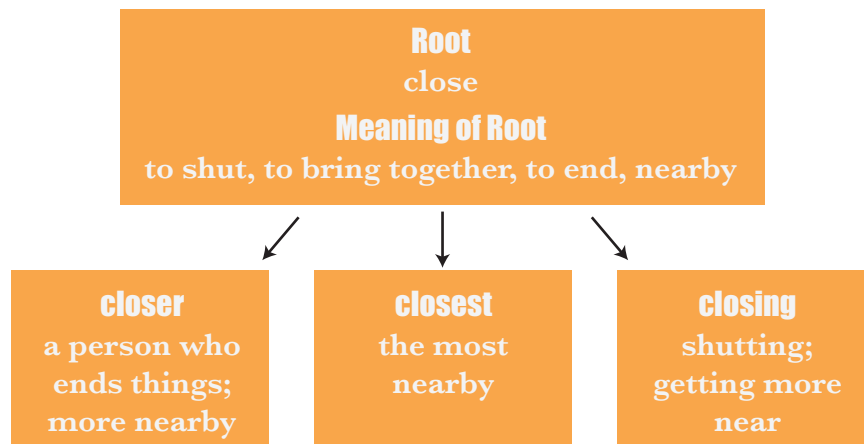 Root
close
Meaning of Root
to shut, to bring together, to end, nearby
closer
a person who
ends things;
more nearby
closest
the most
nearby
closing
shutting;
getting more
near